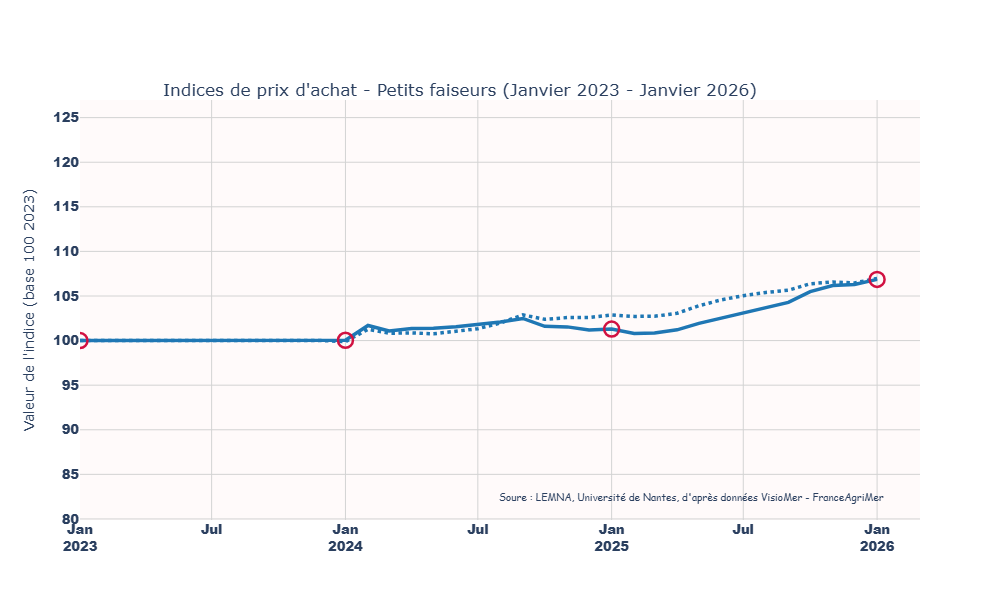 Indices de prix d'achat - Petits faiseurs (Janvier 2023 - Janvier 2026)
Valeur de l'indice (base 100 2023)
125
120
115
110
105
100
95
90
85
80
Soure : LEMNA, Université de Nantes, d'après données VisioMer - FranceAgriMer
Jan Jul Jan Jul Jan Jul Jan
2023 2024 2025 2026